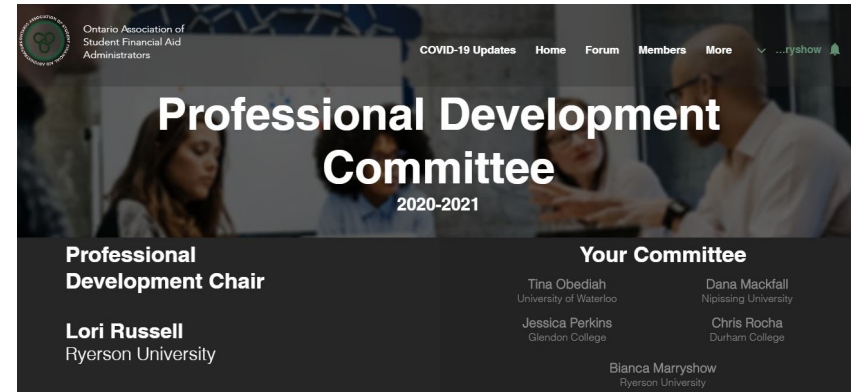 Ontario Association of
Student Financial Aid
Administrators
COVID-19 Updates Home Forum Members More ...ryshow
Professional Development
Committee
2020-2021
Professional
Development Chair
Lori Russell
Ryerson University
Your Committee
Tina Obediah
University of Waterloo
Dana Mackfall
Nipissing University
Jessica Perkins
Glendon College
Chris Rocha
Durham College
Bianca Marryshow
Ryerson University